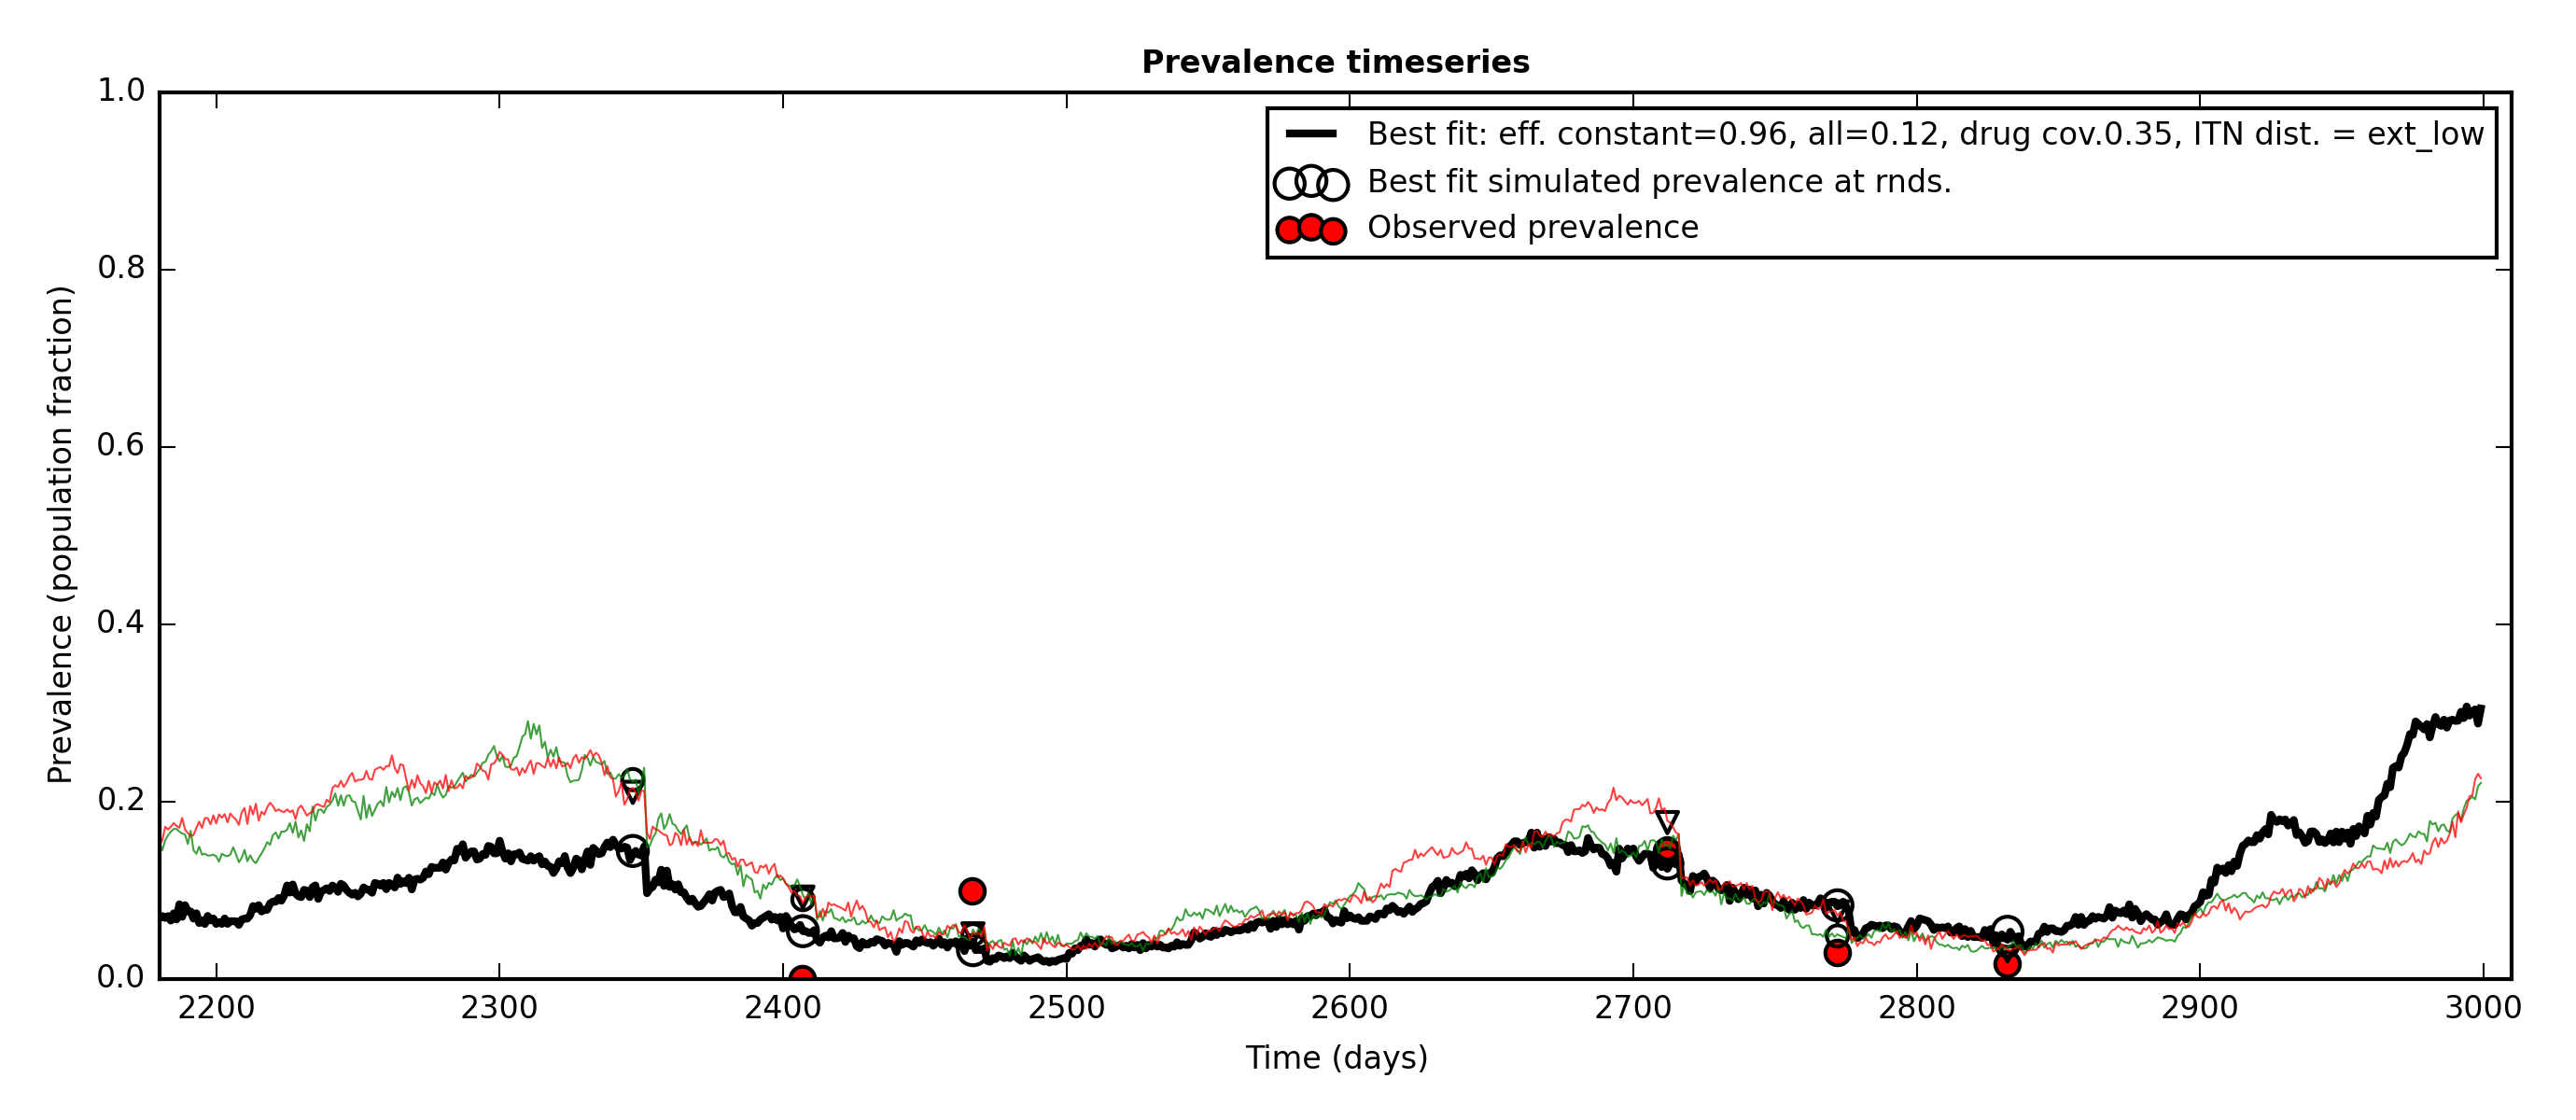 Prevalence timeseries
Best fit: eff. constant=0.96, all=0.12, drug cov.0.35, ITN dist. = ext_low
Best fit simulated prevalence at rnds.
Observed prevalence
Prevalence (population fraction)
1.0
0.8
0.6
0.4
0.2
0.0
2200 2300 2400 2500 2600 2700 2800 2900 3000
Time (days)